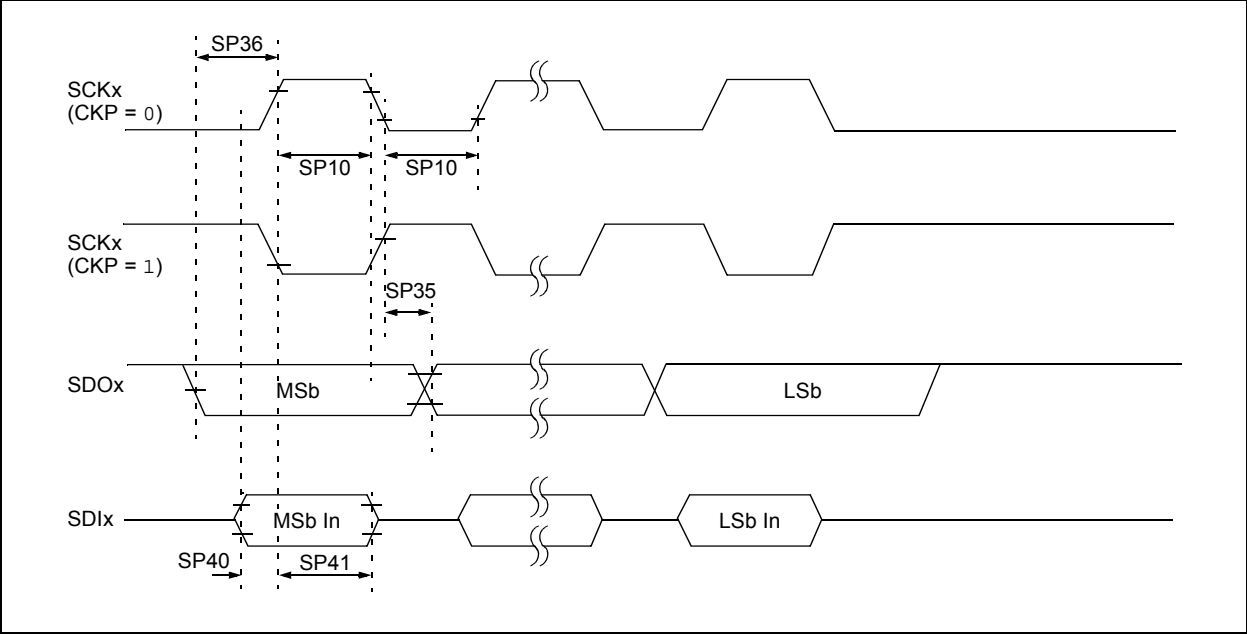 SP36
SCKx
(CKP = 0)
SP10 SP10
SCKx
(CKP = 1)
SP35
SDOx MSb LSb
SDIx MSb In LSb In
SP40 SP41